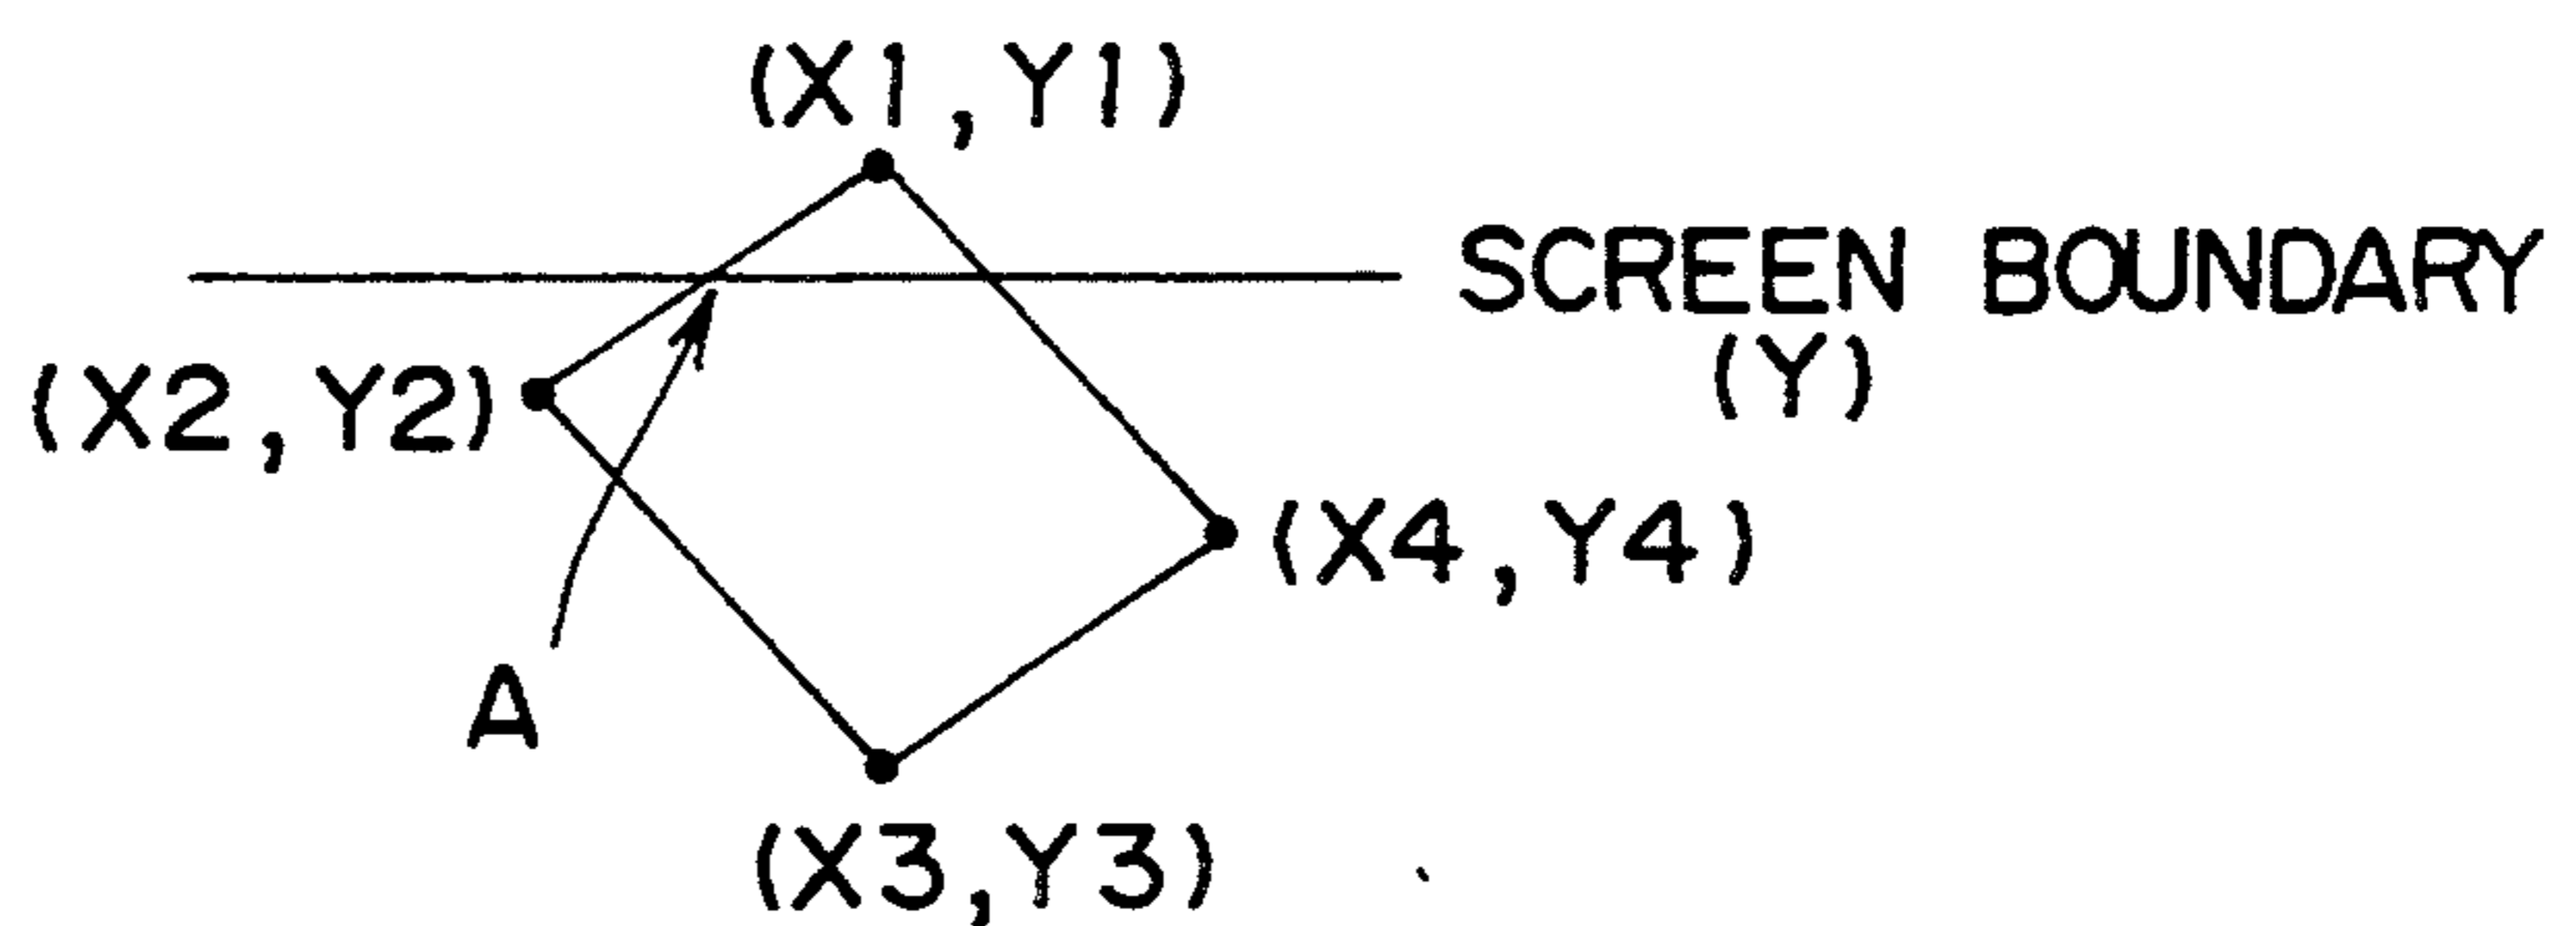 (X1,Y1)
SCREEN BOUNDARY
(Y)
(X2,Y2)
(X4,Y4)
A
(X3,Y3)